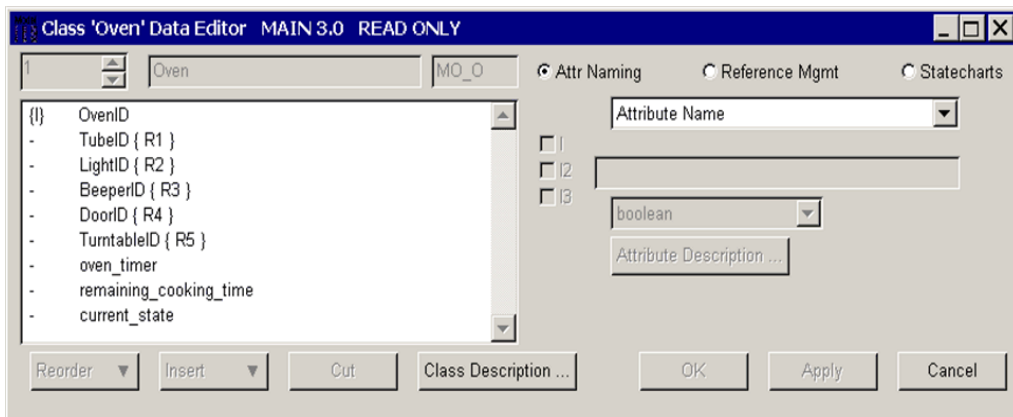 Class 'Oven' Data Editor MAIN 3.0 READ ONLY
1 Oven MO_O Attr Naming Reference Mgmt Statecharts
{I} OvenID
- TubeID { R1 }
- LightID { R2 }
- BeeperID { R3 }
- DoorID { R4 }
- TurntableID { R5 }
- oven_timer
- remaining_cooking_time
- current_state
Attribute Name
I
I2
I3
boolean
Attribute Description ...
Reorder Insert Cut Class Description ... OK Apply Cancel